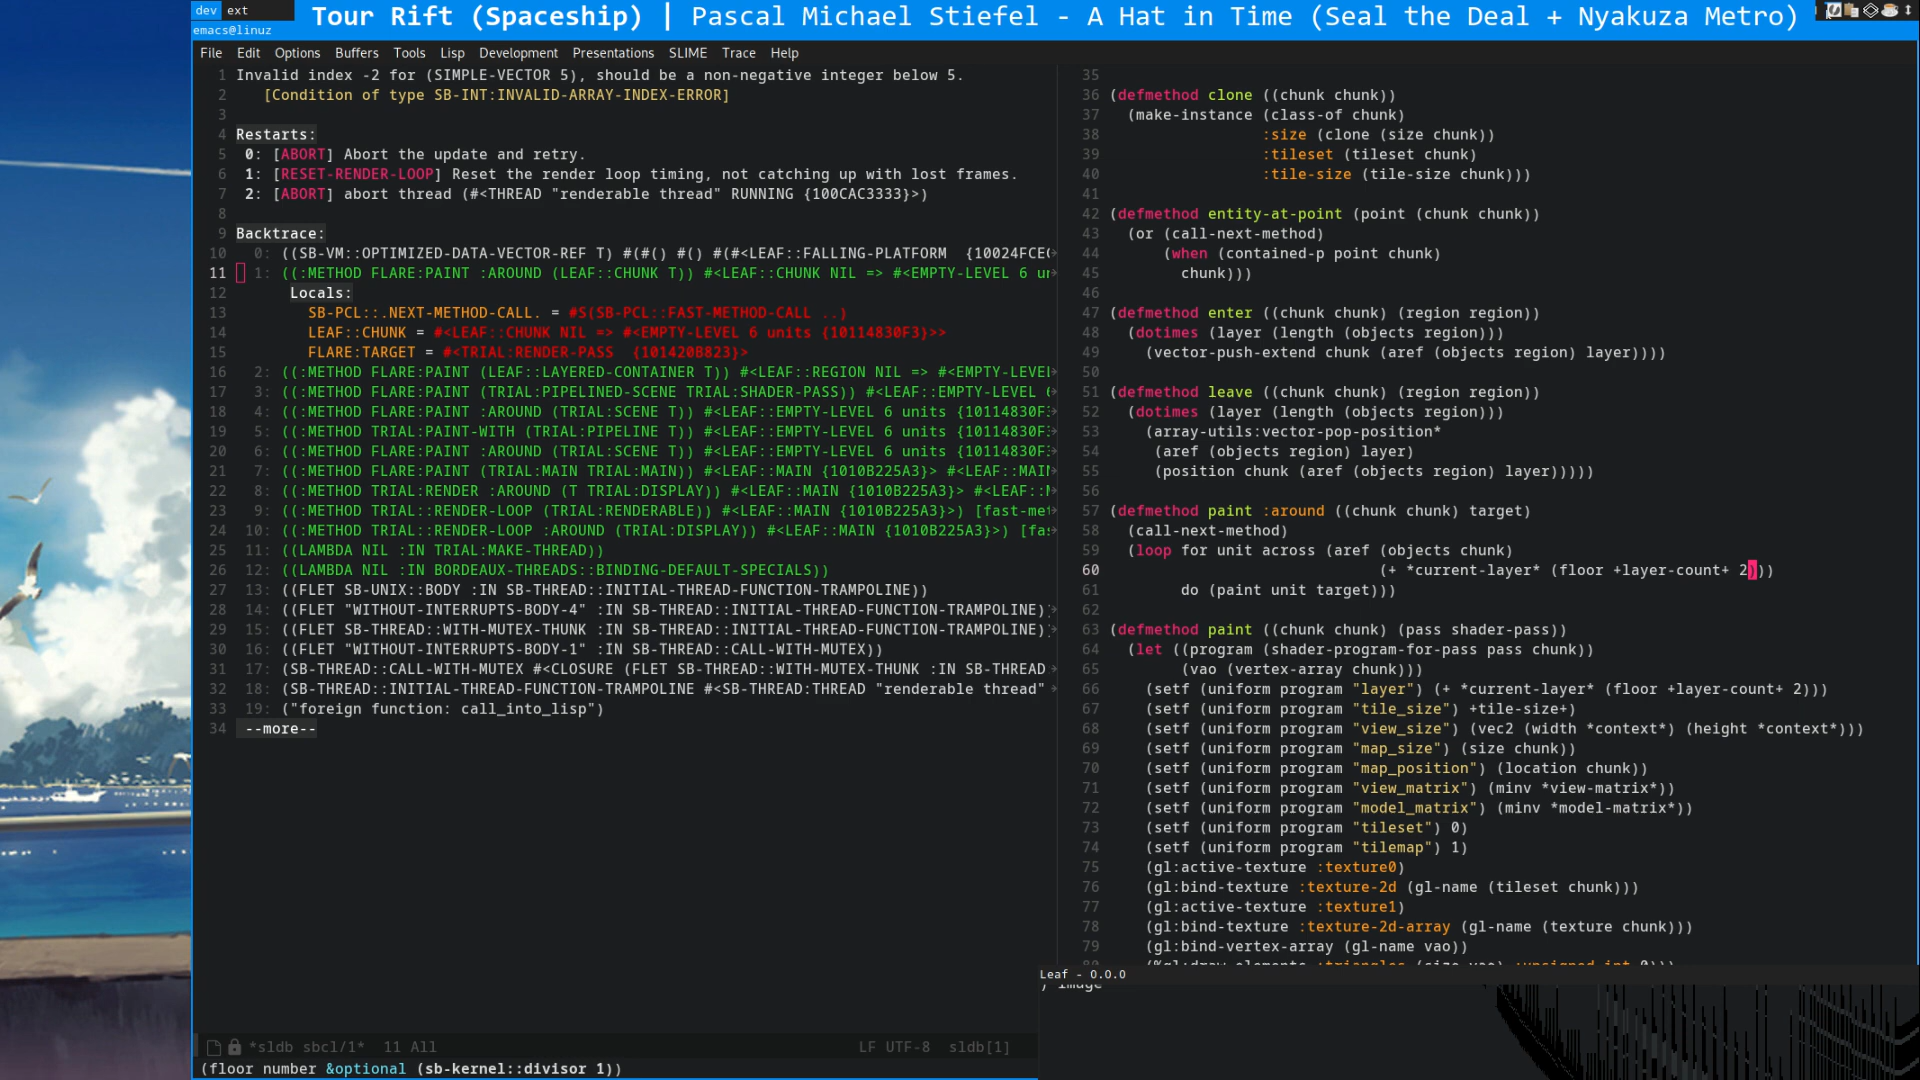 dev ext
Tour Rift (Spaceship) | Pascal Michael Stiefel - A Hat in Time (Seal the Deal + Nyakuza Metro)
emacs@linuz
File Edit Options Buffers Tools Lisp Development Presentations SLIME Trace Help
1 Invalid index -2 for (SIMPLE-VECTOR 5), should be a non-negative integer below 5.
2 [Condition of type SB-INT:INVALID-ARRAY-INDEX-ERROR]
3
4 Restarts:
5 0: [ABORT] Abort the update and retry.
6 1: [RESET-RENDER-LOOP] Reset the render loop timing, not catching up with lost frames.
7 2: [ABORT] abort thread (#<THREAD "renderable thread" RUNNING {100CAC3333}>)
8
9 Backtrace:
10 0: ((SB-VM::OPTIMIZED-DATA-VECTOR-REF T) #(#() #() #(#<LEAF::FALLING-PLATFORM {10024FCE
11 1: ((:METHOD FLARE:PAINT :AROUND (LEAF::CHUNK T)) #<LEAF::CHUNK NIL => #<EMPTY-LEVEL 6 u
12 Locals:
13 SB-PCL::.NEXT-METHOD-CALL. = #S(SB-PCL::FAST-METHOD-CALL ..)
14 LEAF::CHUNK = #<LEAF::CHUNK NIL => #<EMPTY-LEVEL 6 units {10114830F3}>>
15 FLARE:TARGET = #<TRIAL:RENDER-PASS {101420B823}>
16 2: ((:METHOD FLARE:PAINT (LEAF::LAYERED-CONTAINER T)) #<LEAF::REGION NIL => #<EMPTY-LEVEL
17 3: ((:METHOD FLARE:PAINT (TRIAL:PIPELINED-SCENE TRIAL:SHADER-PASS)) #<LEAF::EMPTY-LEVEL
18 4: ((:METHOD FLARE:PAINT :AROUND (TRIAL:SCENE T)) #<LEAF::EMPTY-LEVEL 6 units {10114830F
19 5: ((:METHOD TRIAL:PAINT-WITH (TRIAL:PIPELINE T)) #<LEAF::EMPTY-LEVEL 6 units {10114830F
20 6: ((:METHOD FLARE:PAINT :AROUND (TRIAL:SCENE T)) #<LEAF::EMPTY-LEVEL 6 units {10114830F
21 7: ((:METHOD FLARE:PAINT (TRIAL:MAIN TRIAL:MAIN)) #<LEAF::MAIN {1010B225A3}> #<LEAF::MAIN
22 8: ((:METHOD TRIAL:RENDER :AROUND (T TRIAL:DISPLAY)) #<LEAF::MAIN {1010B225A3}> #<LEAF::
23 9: ((:METHOD TRIAL::RENDER-LOOP (TRIAL:RENDERABLE)) #<LEAF::MAIN {1010B225A3}>) [fast-me
24 10: ((:METHOD TRIAL::RENDER-LOOP :AROUND (TRIAL:DISPLAY)) #<LEAF::MAIN {1010B225A3}>) [fa
25 11: ((LAMBDA NIL :IN TRIAL:MAKE-THREAD))
26 12: ((LAMBDA NIL :IN BORDEAUX-THREADS::BINDING-DEFAULT-SPECIALS))
27 13: ((FLET SB-UNIX::BODY :IN SB-THREAD::INITIAL-THREAD-FUNCTION-TRAMPOLINE))
28 14: ((FLET "WITHOUT-INTERRUPTS-BODY-4" :IN SB-THREAD::INITIAL-THREAD-FUNCTION-TRAMPOLINE)
29 15: ((FLET SB-THREAD::WITH-MUTEX-THUNK :IN SB-THREAD::INITIAL-THREAD-FUNCTION-TRAMPOLINE)
30 16: ((FLET "WITHOUT-INTERRUPTS-BODY-1" :IN SB-THREAD::CALL-WITH-MUTEX))
31 17: (SB-THREAD::CALL-WITH-MUTEX #<CLOSURE (FLET SB-THREAD::WITH-MUTEX-THUNK :IN SB-THREAD
32 18: (SB-THREAD::INITIAL-THREAD-FUNCTION-TRAMPOLINE #<SB-THREAD:THREAD "renderable thread"
33 19: ("foreign function: call_into_lisp")
34 --more--
*sldb sbcl/1* 11 All LF UTF-8 sldb[1]
(floor number &optional (sb-kernel::divisor 1))
35
36 (defmethod clone ((chunk chunk))
37 (make-instance (class-of chunk)
38 :size (clone (size chunk))
39 :tileset (tileset chunk)
40 :tile-size (tile-size chunk)))
41
42 (defmethod entity-at-point (point (chunk chunk))
43 (or (call-next-method)
44 (when (contained-p point chunk)
45 chunk)))
46
47 (defmethod enter ((chunk chunk) (region region))
48 (dotimes (layer (length (objects region)))
49 (vector-push-extend chunk (aref (objects region) layer))))
50
51 (defmethod leave ((chunk chunk) (region region))
52 (dotimes (layer (length (objects region)))
53 (array-utils:vector-pop-position*
54 (aref (objects region) layer)
55 (position chunk (aref (objects region) layer)))))
56
57 (defmethod paint :around ((chunk chunk) target)
58 (call-next-method)
59 (loop for unit across (aref (objects chunk)
60 (+ *current-layer* (floor +layer-count+ 2)))
61 do (paint unit target)))
62
63 (defmethod paint ((chunk chunk) (pass shader-pass))
64 (let ((program (shader-program-for-pass pass chunk))
65 (vao (vertex-array chunk)))
66 (setf (uniform program "layer") (+ *current-layer* (floor +layer-count+ 2)))
67 (setf (uniform program "tile_size") +tile-size+)
68 (setf (uniform program "view_size") (vec2 (width *context*) (height *context*)))
69 (setf (uniform program "map_size") (size chunk))
70 (setf (uniform program "map_position") (location chunk))
71 (setf (uniform program "view_matrix") (minv *view-matrix*))
72 (setf (uniform program "model_matrix") (minv *model-matrix*))
73 (setf (uniform program "tileset") 0)
74 (setf (uniform program "tilemap") 1)
75 (gl:active-texture :texture0)
76 (gl:bind-texture :texture-2d (gl-name (tileset chunk)))
77 (gl:active-texture :texture1)
78 (gl:bind-texture :texture-2d-array (gl-name (texture chunk)))
79 (gl:bind-vertex-array (gl-name vao))
Leaf - 0.0.0